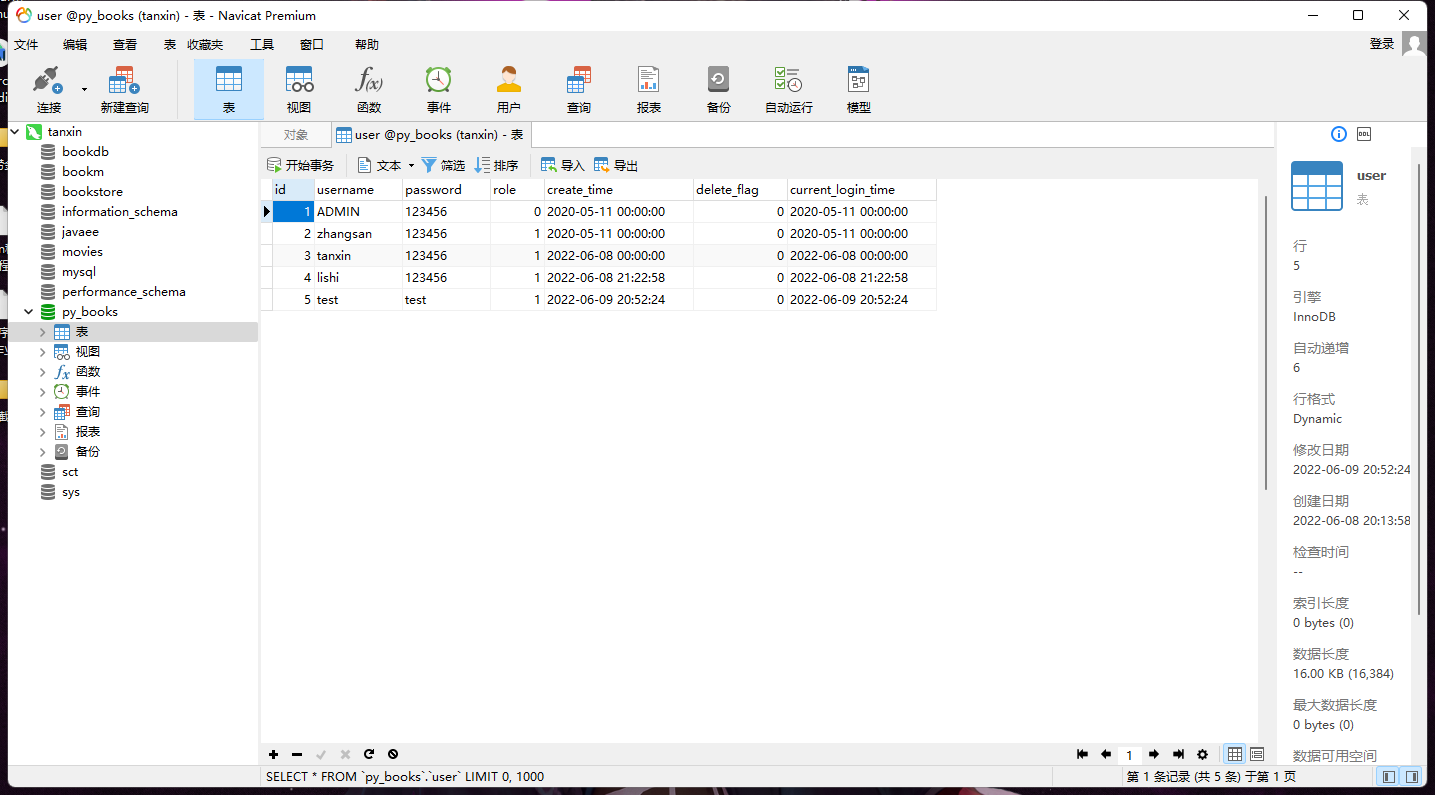 user @py_books (tanxin) - 表 - Navicat Premium
文件 编辑 查看 表 收藏夹 工具 窗口 帮助 登录
连接 新建查询 表 视图 函数 事件 用户 查询 报表 备份 自动运行 模型
tanxin
bookdb
bookm
bookstore
information_schema
javaee
movies
mysql
performance_schema
py_books
表
视图
函数
事件
查询
报表
备份
sct
sys
对象 user @py_books (tanxin) - 表
开始事务 文本 筛选 排序 导入 导出
id username password role create_time delete_flag current_login_time
1 ADMIN 123456 0 2020-05-11 00:00:00 0 2020-05-11 00:00:00
2 zhangsan 123456 1 2020-05-11 00:00:00 0 2020-05-11 00:00:00
3 tanxin 123456 1 2022-06-08 00:00:00 0 2022-06-08 00:00:00
4 lishi 123456 1 2022-06-08 21:22:58 0 2022-06-08 21:22:58
5 test test 1 2022-06-09 20:52:24 0 2022-06-09 20:52:24
DDL
user
表
行
5
引擎
InnoDB
自动递增
6
行格式
Dynamic
修改日期
2022-06-09 20:52:24
创建日期
2022-06-08 20:13:58
检查时间
--
索引长度
0 bytes (0)
数据长度
16.00 KB (16,384)
最大数据长度
0 bytes (0)
数据可用空间
1
SELECT * FROM `py_books`.`user` LIMIT 0, 1000
第 1 条记录 (共 5 条) 于第 1 页